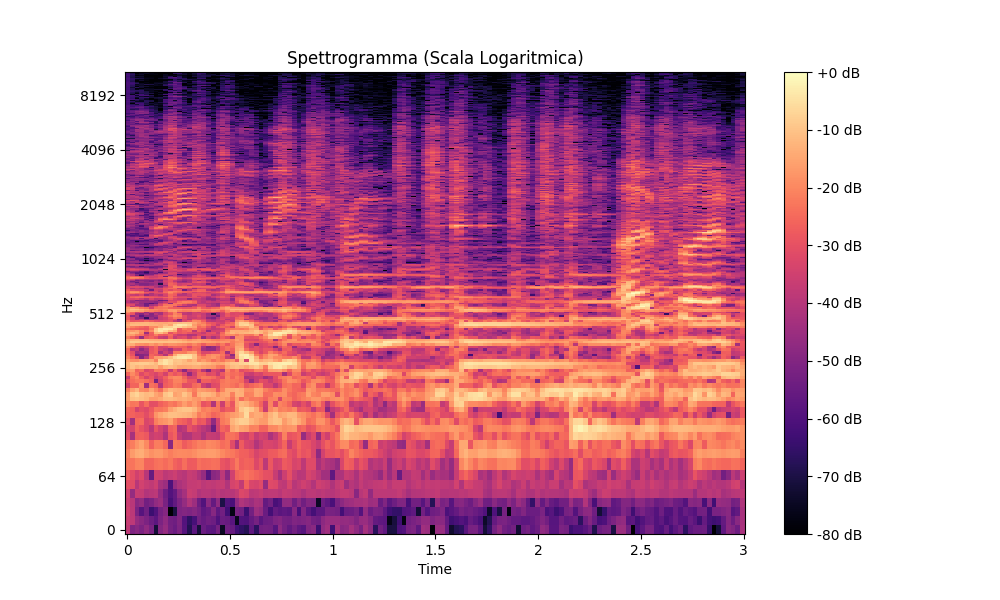 Spettrogramma (Scala Logaritmica)
Hz
8192
4096
2048
1024
512
256
128
64
0
0 0.5 1 1.5 2 2.5 3
Time
+0 dB
-10 dB
-20 dB
-30 dB
-40 dB
-50 dB
-60 dB
-70 dB
-80 dB